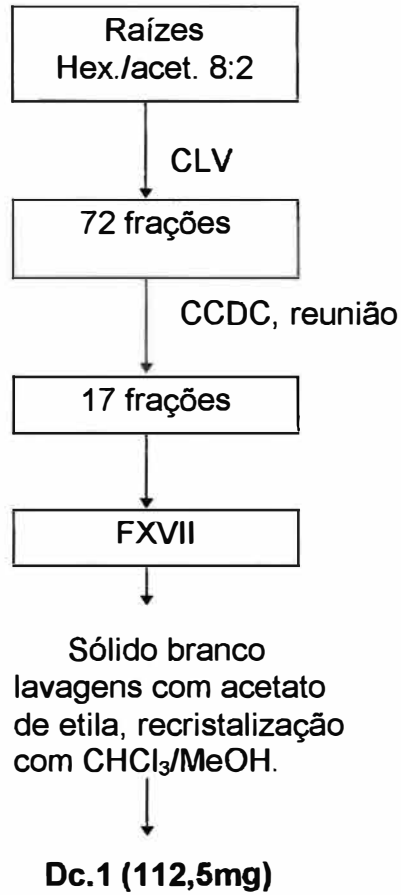 Raízes
Hex./acet. 8:2
CLV
72 frações
CCDC, reunião
17 frações
FXVII
Sólido branco
lavagens com acetato
de etila, recristalização
com CHCl₃/MeOH.
Dc.1 (112,5mg)